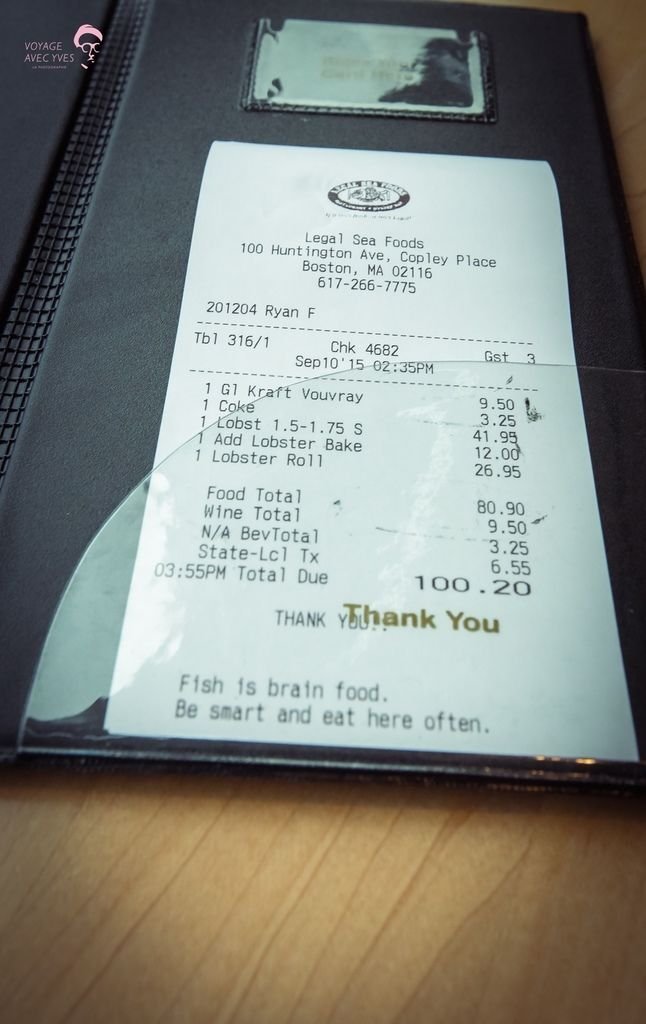 VOYAGE
AVEC YVES
LEGAL SEA FOODS
Legal Sea Foods
100 Huntington Ave, Copley Place
Boston, MA 02116
617-266-7775
201204 Ryan F
Tbl 316/1 Chk 4682 Gst 3
Sep10'15 02:35PM
1 Gl Kraft Vouvray 9.50
1 Coke 3.25
1 Lobst 1.5-1.75 S 41.95
1 Add Lobster Bake 12.00
1 Lobster Roll 26.95
Food Total 80.90
Wine Total 9.50
N/A BevTotal 3.25
State-Lcl Tx 6.55
03:55PM Total Due 100.20
THANK YOU..
Thank You
Fish is brain food.
Be smart and eat here often.